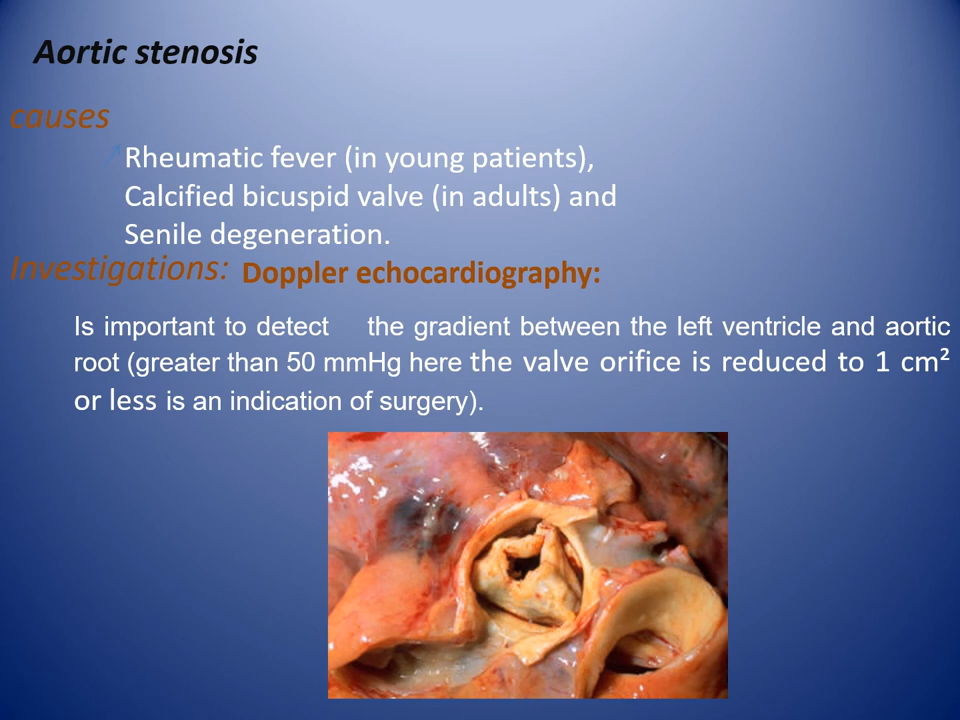 Aortic stenosis
causes
Rheumatic fever (in young patients),
Calcified bicuspid valve (in adults) and
Senile degeneration.
Investigations: Doppler echocardiography:
Is important to detect the gradient between the left ventricle and aortic
root (greater than 50 mmHg here the valve orifice is reduced to 1 cm²
or less is an indication of surgery).